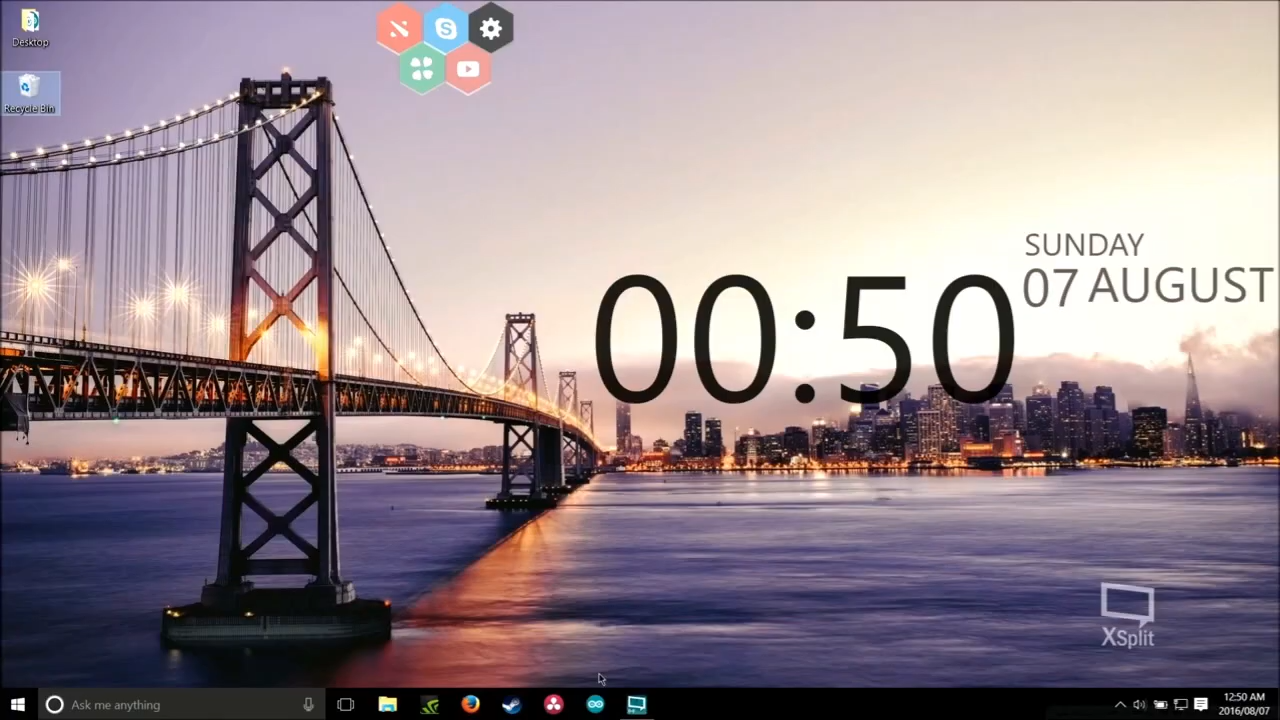 Desktop
Recycle Bin
00:50
SUNDAY
07 AUGUST
XSplit
Ask me anything
12:50 AM
2016/08/07